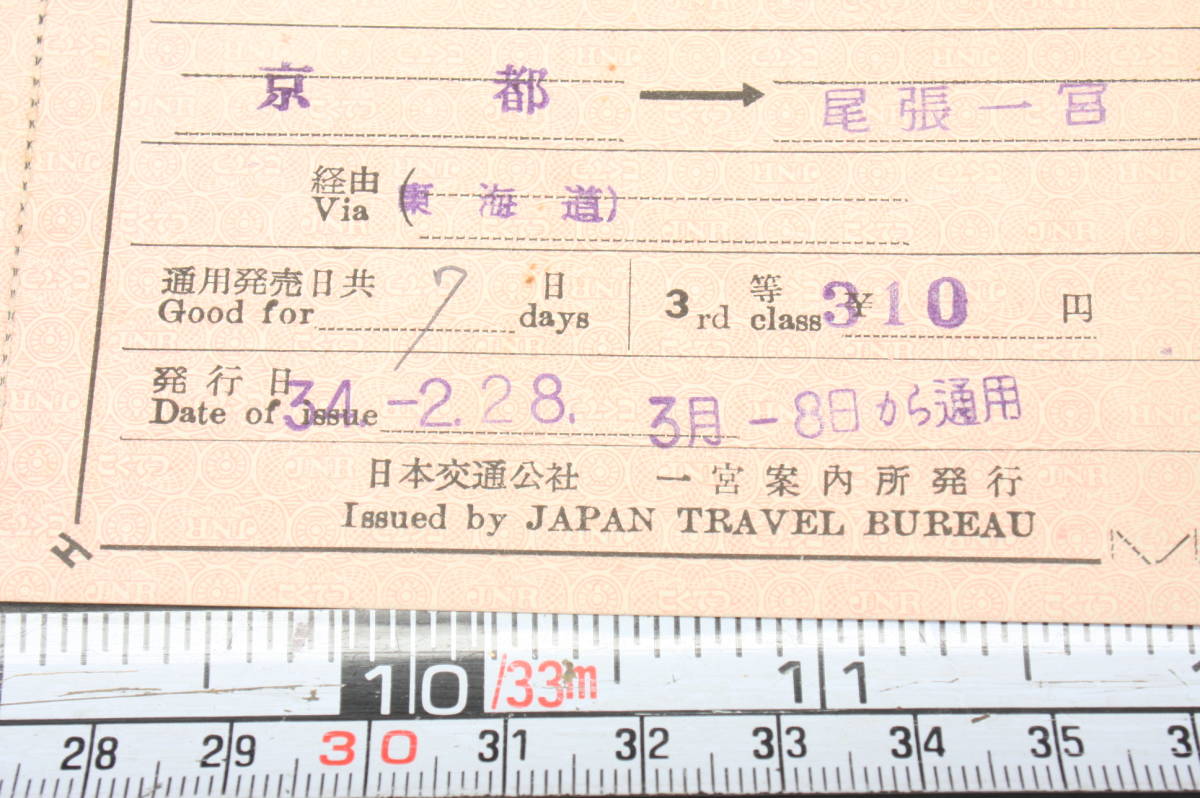 京都 → 尾張一宮
経由 (東海道)
Via
通用発売日共 7 日 3 等 310 円
Good for days rd class ¥
発行日 34.-2.28. 3月-8日から通用
Date of issue
日本交通公社 一宮案内所発行
Issued by JAPAN TRAVEL BUREAU
H
10 /33m 11
28 29 30 31 32 33 34 35 3